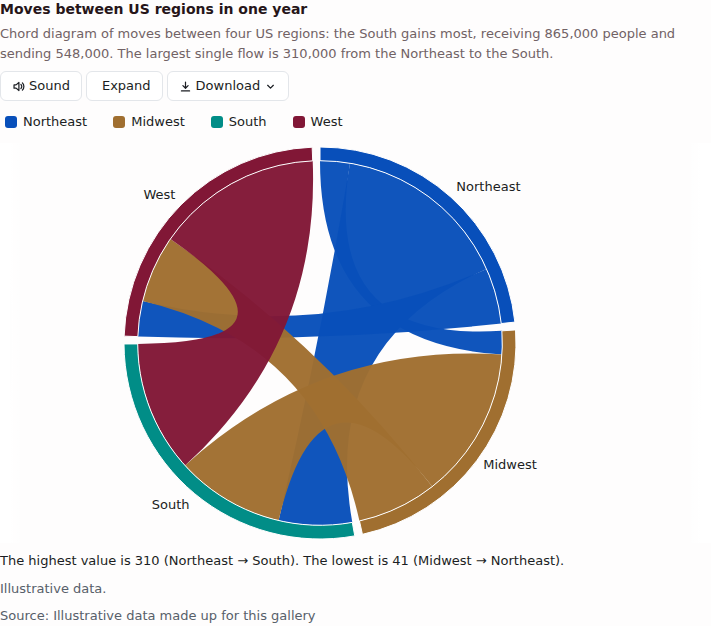 Moves between US regions in one year
Chord diagram of moves between four US regions: the South gains most, receiving 865,000 people and
sending 548,000. The largest single flow is 310,000 from the Northeast to the South.
Sound Expand Download
Northeast Midwest South West
West
Northeast
Midwest
South
The highest value is 310 (Northeast → South). The lowest is 41 (Midwest → Northeast).
Illustrative data.
Source: Illustrative data made up for this gallery